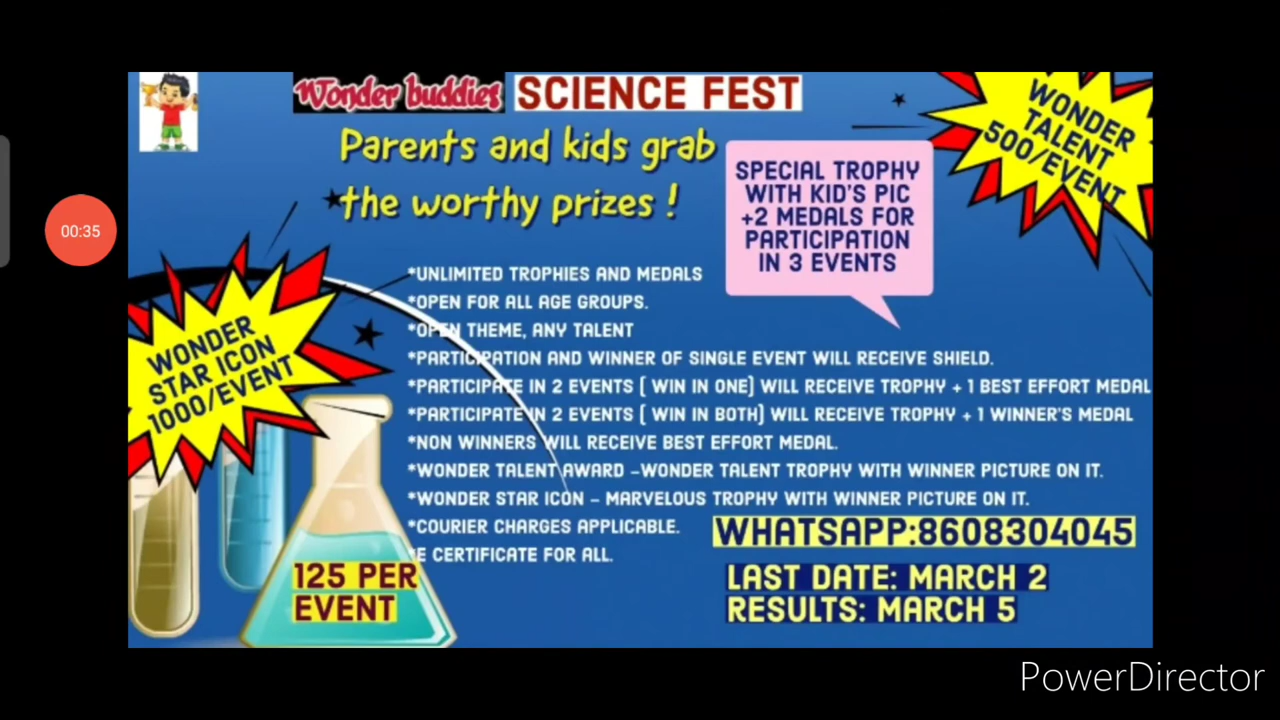 Wonder buddies SCIENCE FEST
Parents and kids grab
the worthy prizes !
WONDER
TALENT
500/EVENT
SPECIAL TROPHY
WITH KID'S PIC
+2 MEDALS FOR
PARTICIPATION
IN 3 EVENTS
00:35
WONDER
STAR ICON
1000/EVENT
*UNLIMITED TROPHIES AND MEDALS
*OPEN FOR ALL AGE GROUPS.
*OPEN THEME, ANY TALENT
*PARTICIPATION AND WINNER OF SINGLE EVENT WILL RECEIVE SHIELD.
*PARTICIPATE IN 2 EVENTS [ WIN IN ONE] WILL RECEIVE TROPHY + 1 BEST EFFORT MEDAL
*PARTICIPATE IN 2 EVENTS [ WIN IN BOTH] WILL RECEIVE TROPHY + 1 WINNER'S MEDAL
*NON WINNERS WILL RECEIVE BEST EFFORT MEDAL.
*WONDER TALENT AWARD -WONDER TALENT TROPHY WITH WINNER PICTURE ON IT.
*WONDER STAR ICON - MARVELOUS TROPHY WITH WINNER PICTURE ON IT.
*COURIER CHARGES APPLICABLE.
*E CERTIFICATE FOR ALL.
WHATSAPP:8608304045
125 PER
EVENT
LAST DATE: MARCH 2
RESULTS: MARCH 5
PowerDirector